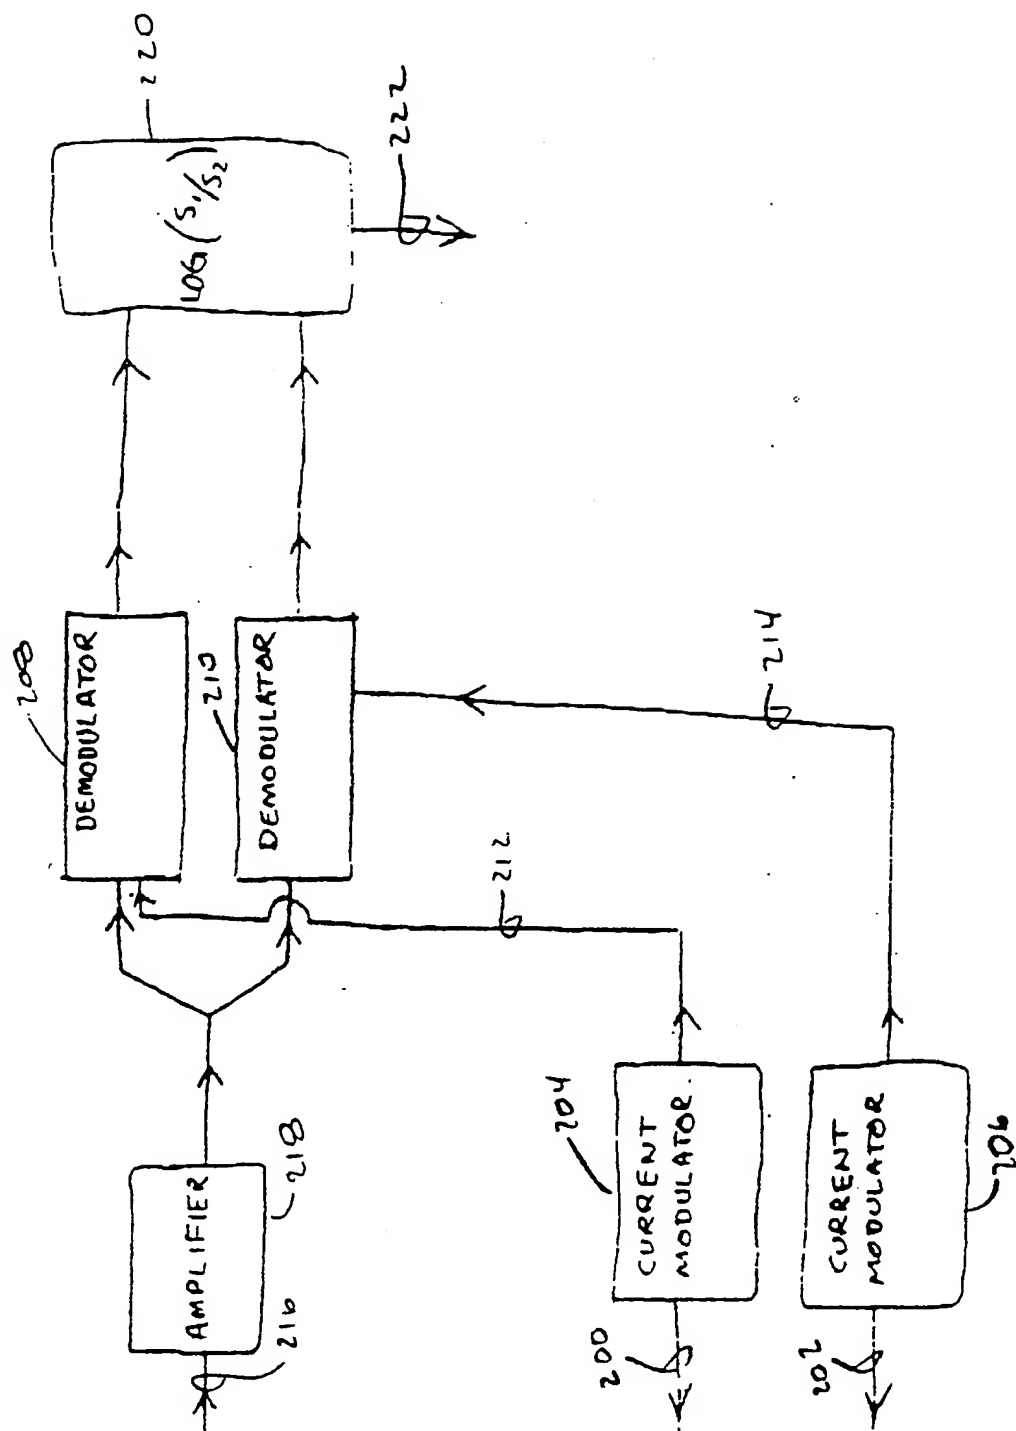 220
LOG (S1/S2)
222
208
DEMODULATOR
210
DEMODULATOR
214
212
218
AMPLIFIER
216
204
CURRENT
MODULATOR.
200
CURRENT
MODULATOR
206
202